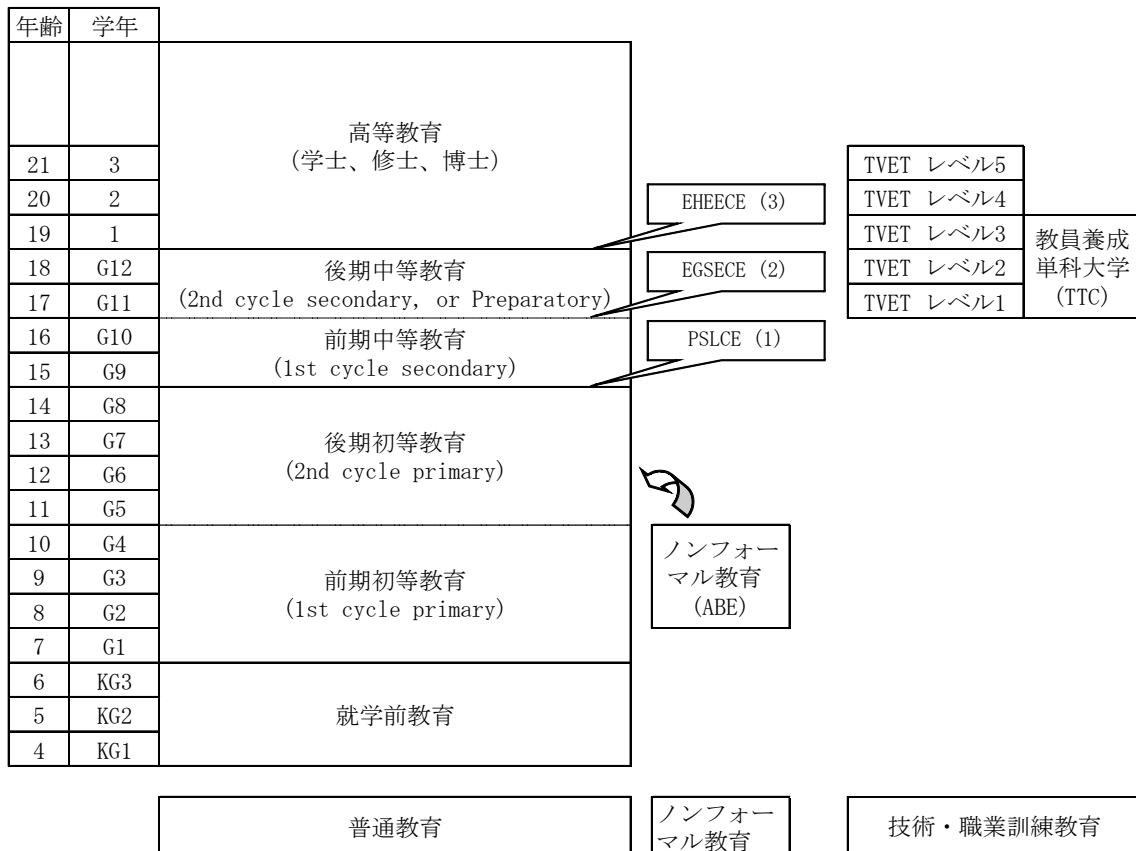 年齢 学年
高等教育
(学士、修士、博士)
21 3 TVET レベル5
20 2 EHEECE (3) TVET レベル4
19 1 TVET レベル3
教員養成
単科大学
(TTC)
18 G12 後期中等教育 EGSECE (2) TVET レベル2
17 G11 (2nd cycle secondary, or Preparatory) TVET レベル1
16 G10 前期中等教育 PSLCE (1)
15 G9 (1st cycle secondary)
14 G8
13 G7 後期初等教育
12 G6 (2nd cycle primary)
11 G5
10 G4
9 G3 前期初等教育
8 G2 (1st cycle primary)
7 G1
ノンフォー
マル教育
(ABE)
6 KG3
5 KG2 就学前教育
4 KG1
普通教育
ノンフォー
マル教育
技術・職業訓練教育